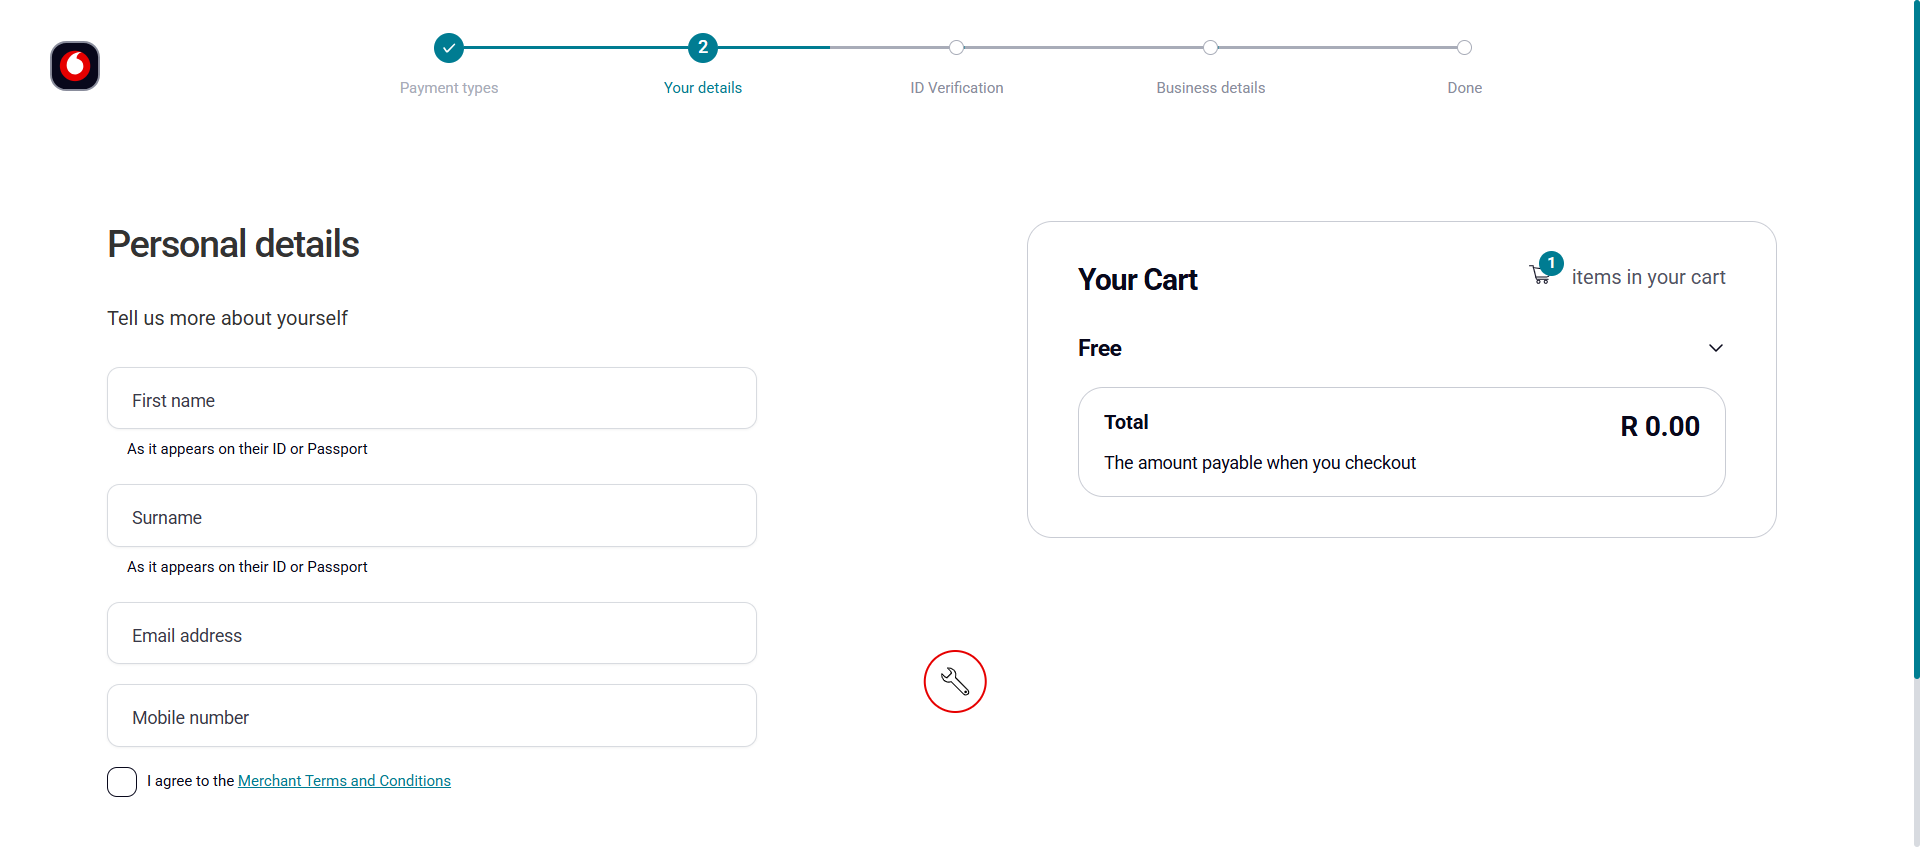 2
Payment types
Your details
ID Verification
Business details
Done
Personal details
Tell us more about yourself
First name
As it appears on their ID or Passport
Surname
As it appears on their ID or Passport
Email address
Mobile number
I agree to the Merchant Terms and Conditions
Your Cart
1
items in your cart
Free
Total
R 0.00
The amount payable when you checkout